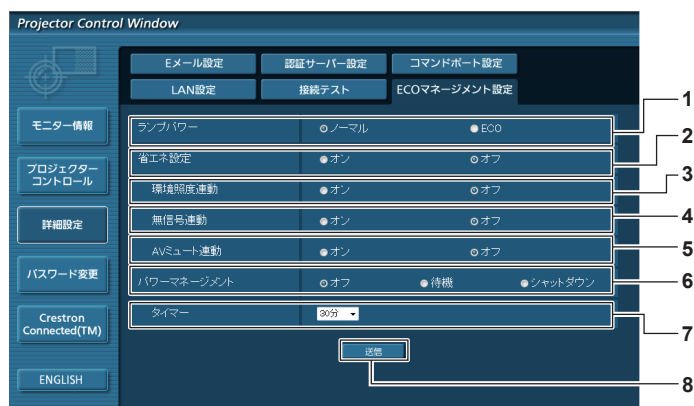 Projector Control Window
Eメール設定 認証サーバー設定 コマンドポート設定
LAN設定 接続テスト ECOマネージメント設定
モニター情報
プロジェクター
コントロール
詳細設定
パスワード変更
Crestron
Connected(TM)
ENGLISH
ランプパワー ノーマル ECO 1
省エネ設定 オン オフ 2
環境照度連動 オン オフ 3
無信号連動 オン オフ 4
AVミュート連動 オン オフ 5
パワーマネージメント オフ 待機 シャットダウン 6
タイマー 30分 7
送信 8